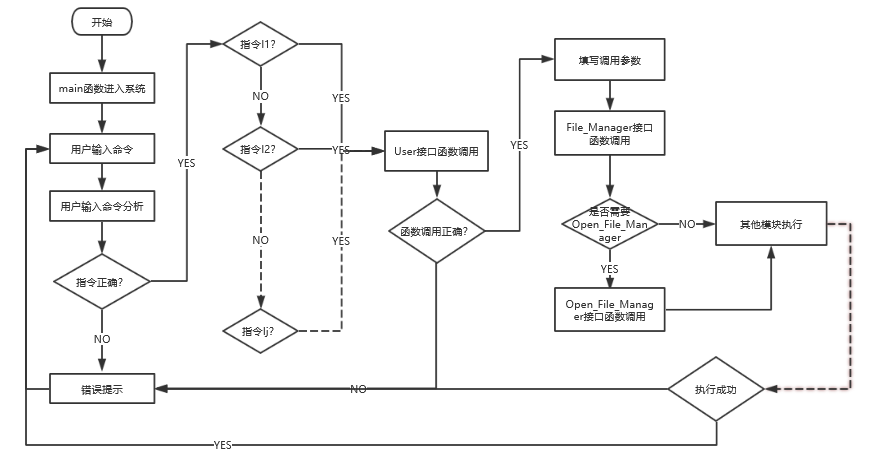 开始
main函数进入系统
用户输入命令
用户输入命令分析
指令正确?
NO
错误提示
YES
指令I1?
NO
YES
指令I2?
YES
NO
YES
指令Ij?
User接口函数调用
函数调用正确?
NO
YES
填写调用参数
File_Manager接口
函数调用
是否需要
Open_File_Man
ager
NO
YES
Open_File_Manag
er接口函数调用
其他模块执行
执行成功
YES